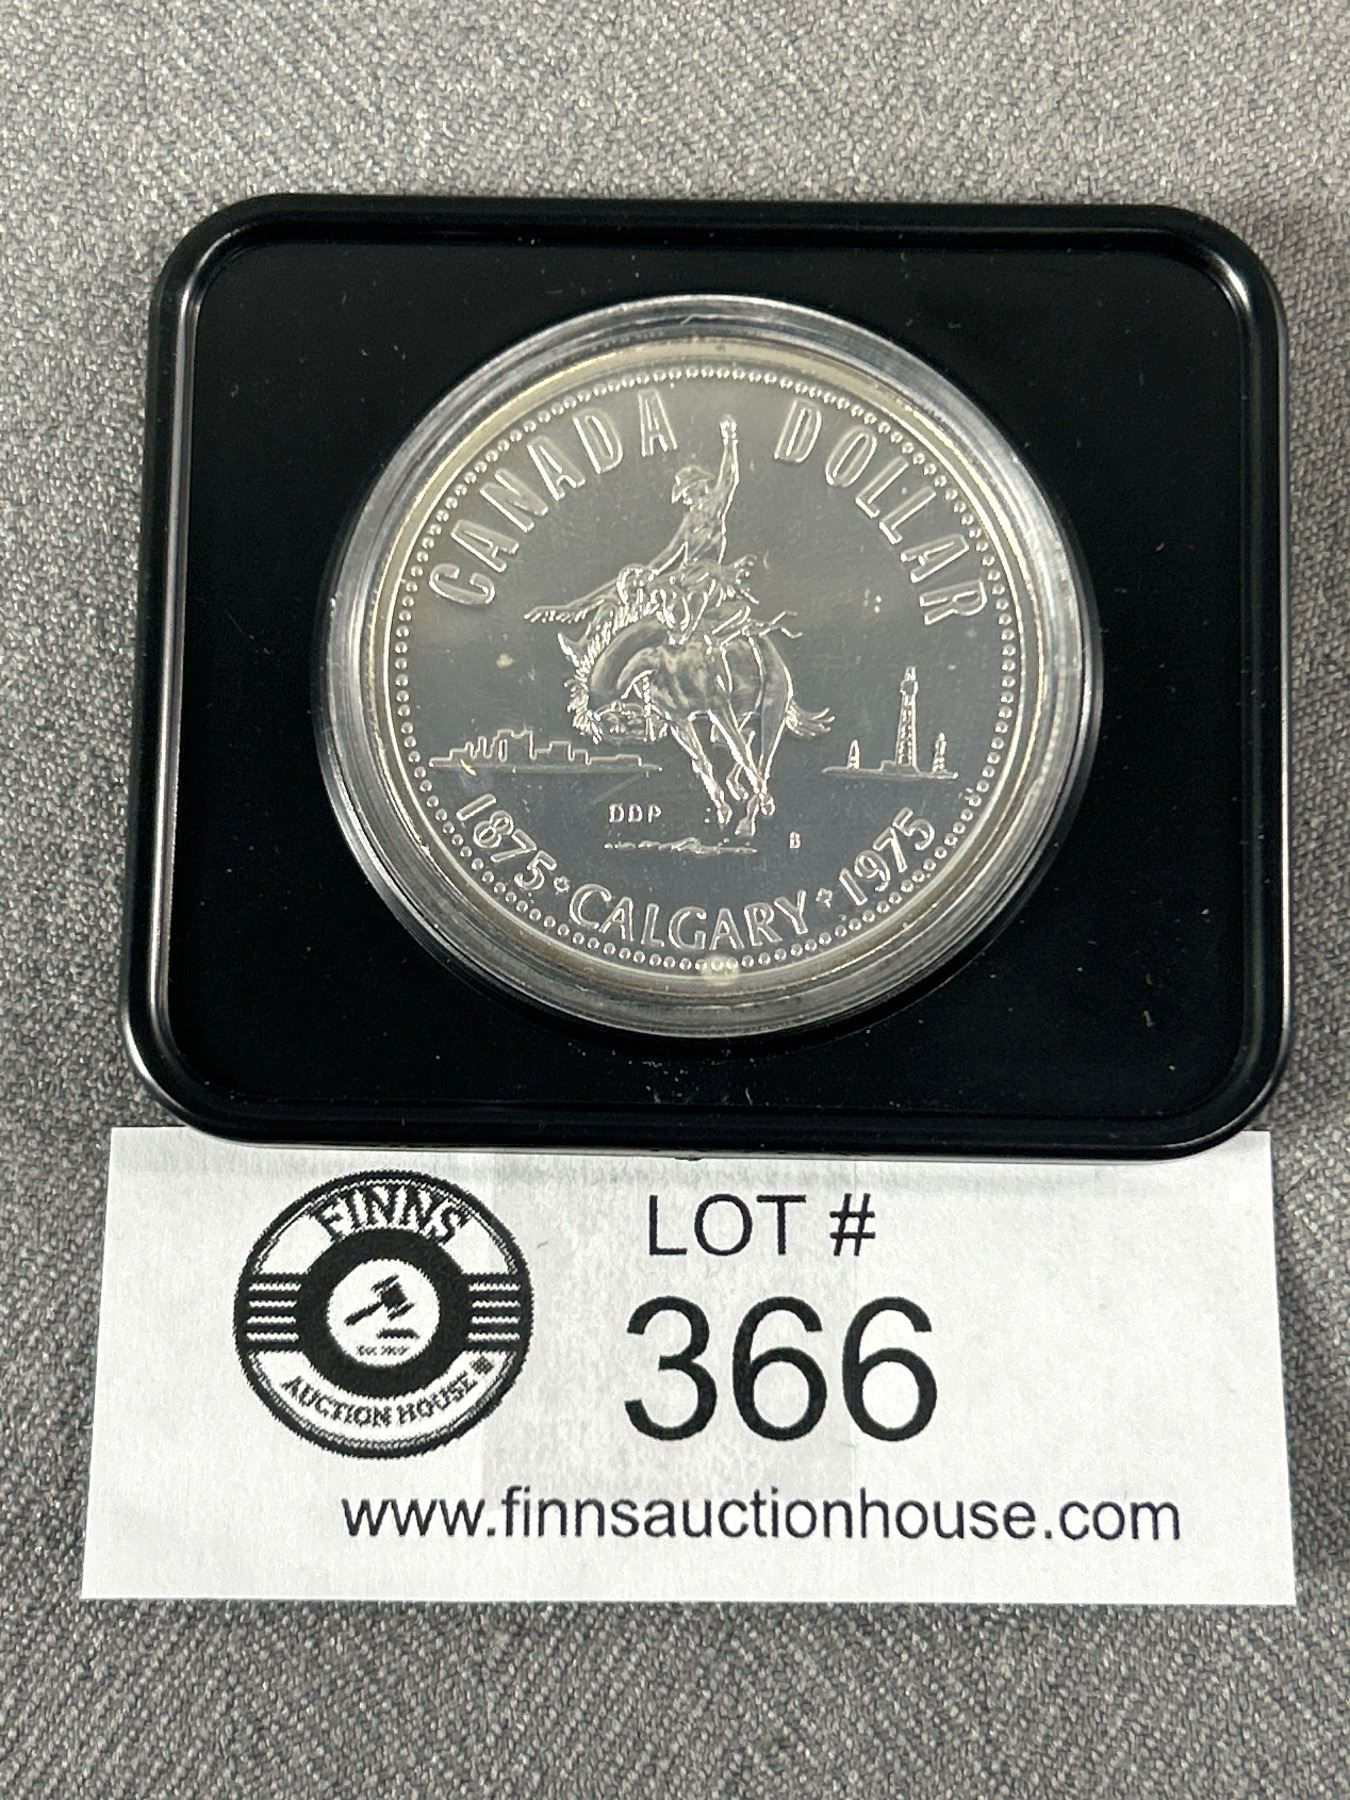 CANADA DOLLAR
DDP
B
1875 CALGARY 1975
FINNS
AUCTION HOUSE
LOT #
366
www.finnsauctionhouse.com